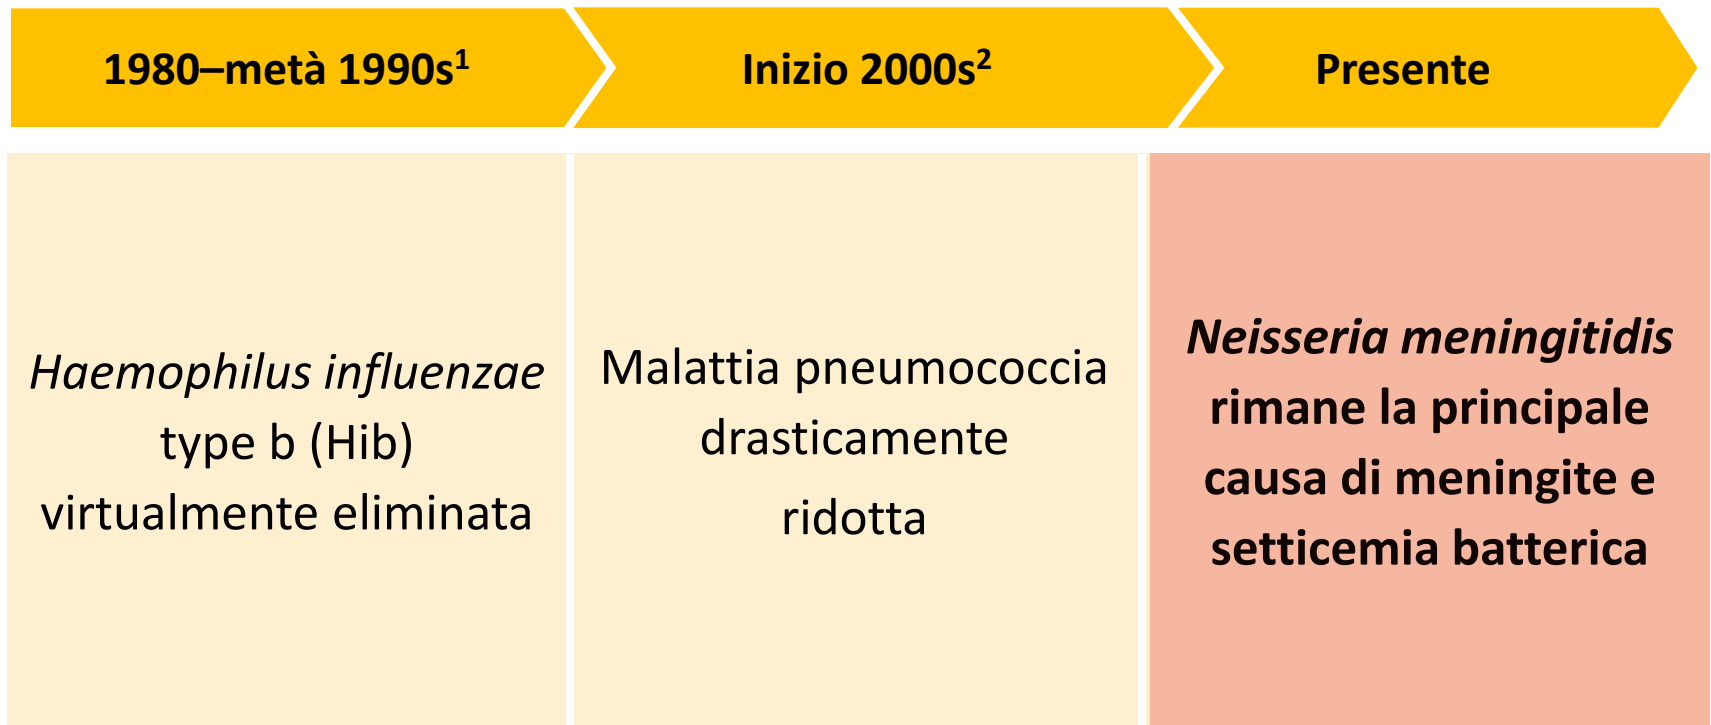 1980–metà 1990s¹
Inizio 2000s²
Presente
Haemophilus influenzae
type b (Hib)
virtualmente eliminata
Malattia pneumococcia
drasticamente
ridotta
Neisseria meningitidis
rimane la principale
causa di meningite e
setticemia batterica